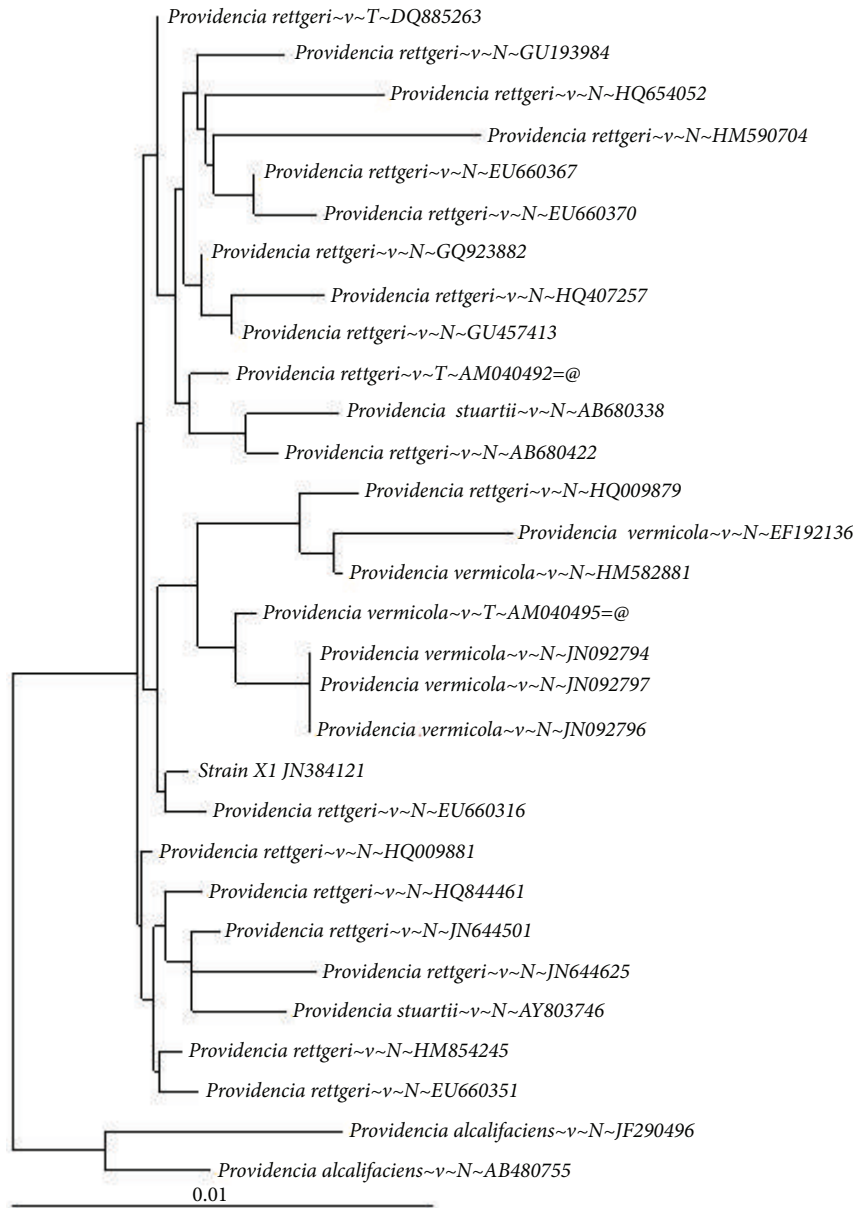 Providencia rettgeri~v~T~DQ885263
Providencia rettgeri~v~N~GU193984
Providencia rettgeri~v~N~HQ654052
Providencia rettgeri~v~N~HM590704
Providencia rettgeri~v~N~EU660367
Providencia rettgeri~v~N~EU660370
Providencia rettgeri~v~N~GQ923882
Providencia rettgeri~v~N~HQ407257
Providencia rettgeri~v~N~GU457413
Providencia rettgeri~v~T~AM040492=@
Providencia stuartii~v~N~AB680338
Providencia rettgeri~v~N~AB680422
Providencia rettgeri~v~N~HQ009879
Providencia vermicola~v~N~EF192136
Providencia vermicola~v~N~HM582881
Providencia vermicola~v~T~AM040495=@
Providencia vermicola~v~N~JN092794
Providencia vermicola~v~N~JN092797
Providencia vermicola~v~N~JN092796
Strain X1 JN384121
Providencia rettgeri~v~N~EU660316
Providencia rettgeri~v~N~HQ009881
Providencia rettgeri~v~N~HQ844461
Providencia rettgeri~v~N~JN644501
Providencia rettgeri~v~N~JN644625
Providencia stuartii~v~N~AY803746
Providencia rettgeri~v~N~HM854245
Providencia rettgeri~v~N~EU660351
Providencia alcalifaciens~v~N~JF290496
Providencia alcalifaciens~v~N~AB480755
0.01